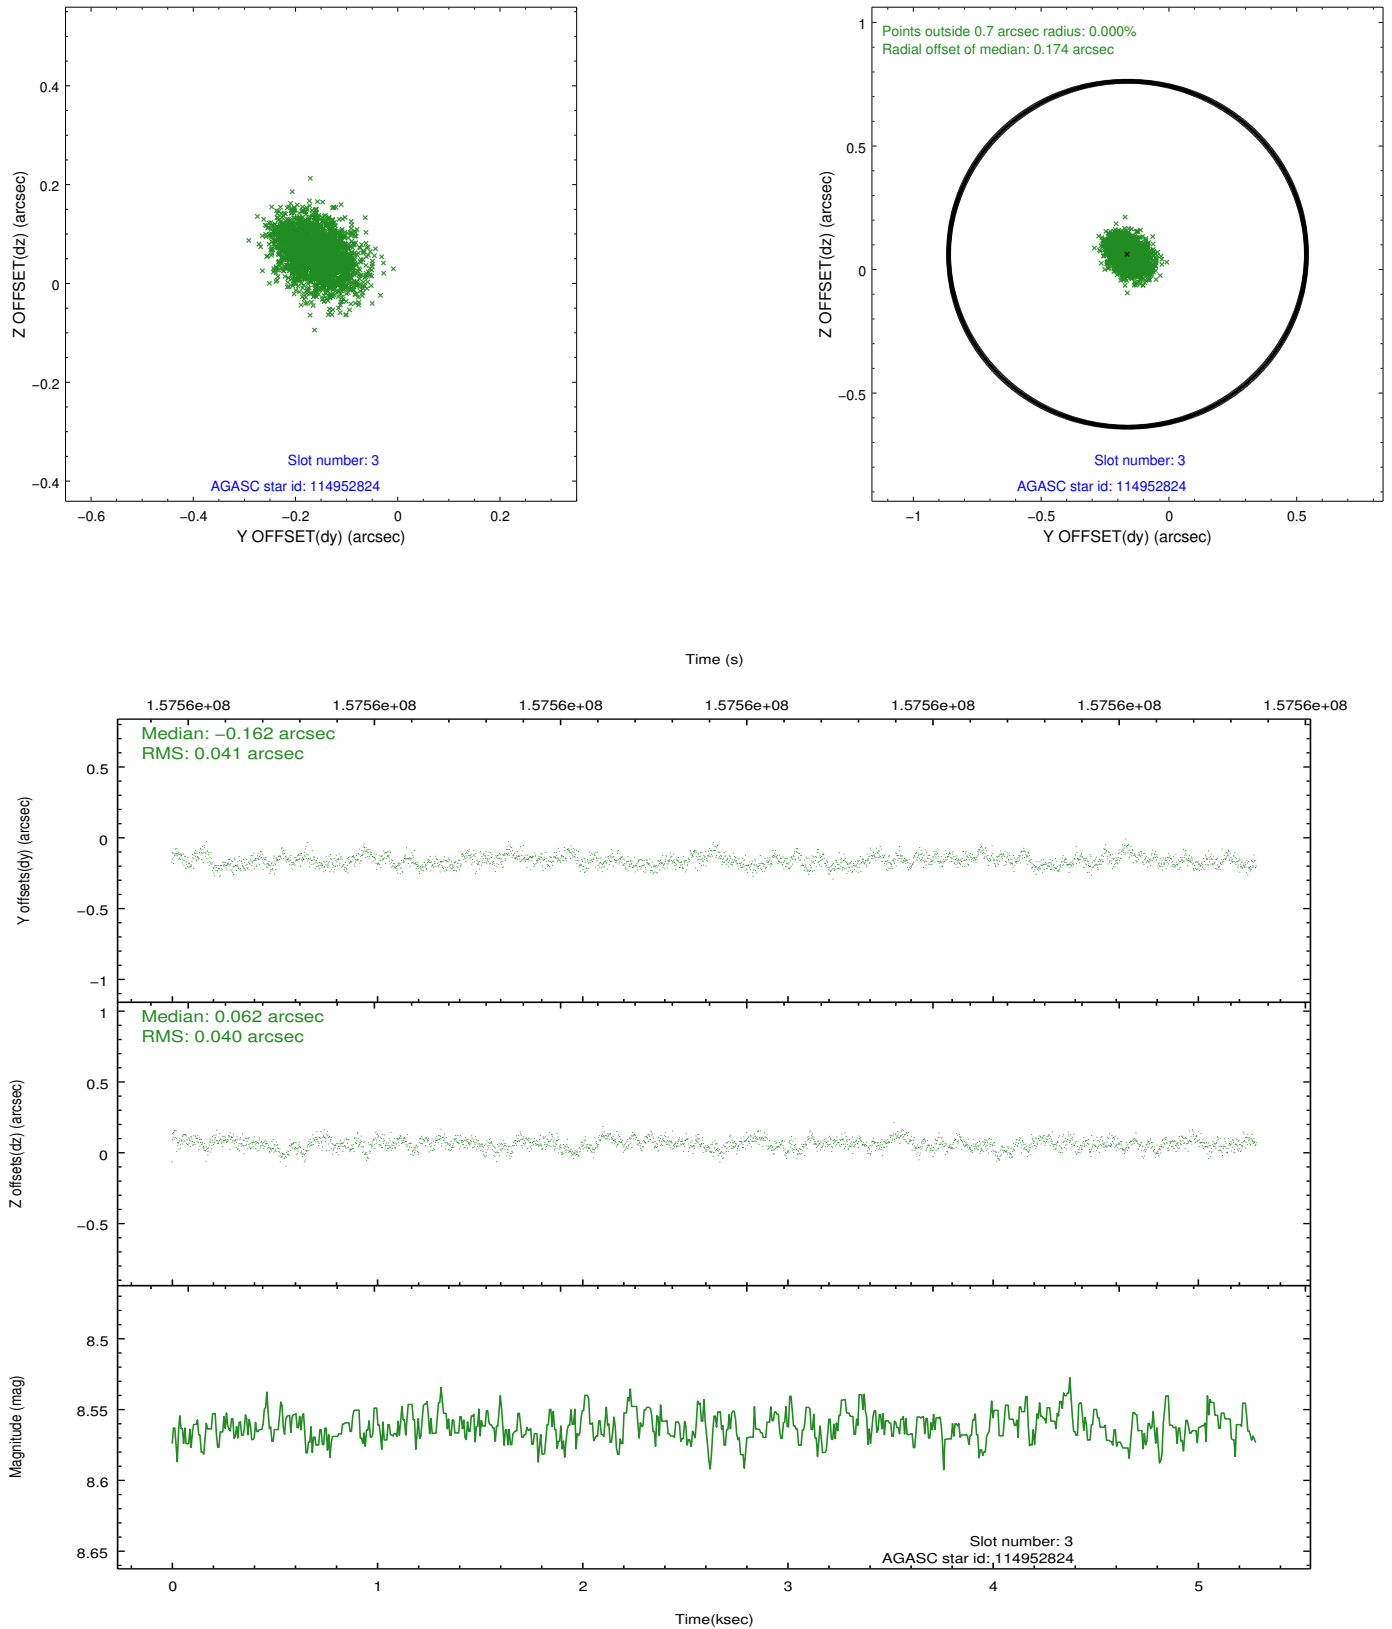 0.4
0.2
0
−0.2
−0.4
Z OFFSET(dz) (arcsec)
Slot number: 3
AGASC star id: 114952824
−0.6
−0.4
−0.2
0
0.2
Y OFFSET(dy) (arcsec)
Points outside 0.7 arcsec radius: 0.000%
Radial offset of median: 0.174 arcsec
1
0.5
0
−0.5
Z OFFSET(dz) (arcsec)
Slot number: 3
AGASC star id: 114952824
−1
−0.5
0
0.5
Y OFFSET(dy) (arcsec)
Time (s)
1.5756e+08
1.5756e+08
1.5756e+08
1.5756e+08
1.5756e+08
1.5756e+08
1.5756e+08
Median: −0.162 arcsec
RMS: 0.041 arcsec
0.5
0
−0.5
−1
Y offsets(dy) (arcsec)
Median: 0.062 arcsec
RMS: 0.040 arcsec
1
0.5
0
−0.5
Z offsets(dz) (arcsec)
8.5
8.55
8.6
8.65
Magnitude (mag)
Slot number: 3
AGASC star id: 114952824
0
1
2
3
4
5
Time(ksec)